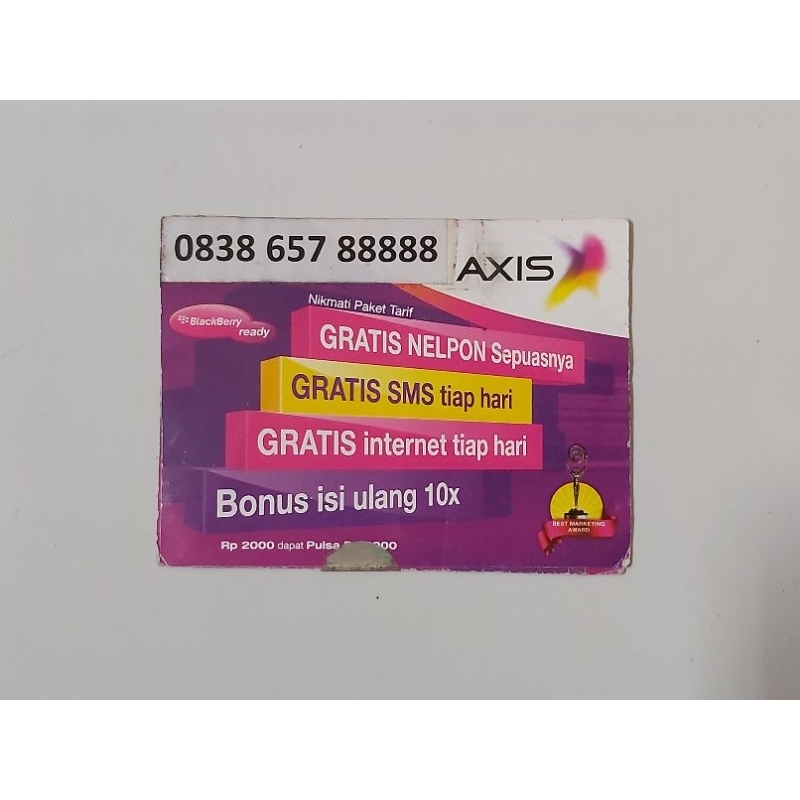 0838 657 88888
AXIS
Nikmati Paket Tarif
BlackBerry
ready
GRATIS NELPON Sepuasnya
GRATIS SMS tiap hari
GRATIS internet tiap hari
Bonus isi ulang 10x
BEST MARKETING
AWARD
Rp 2000 dapat Pulsa